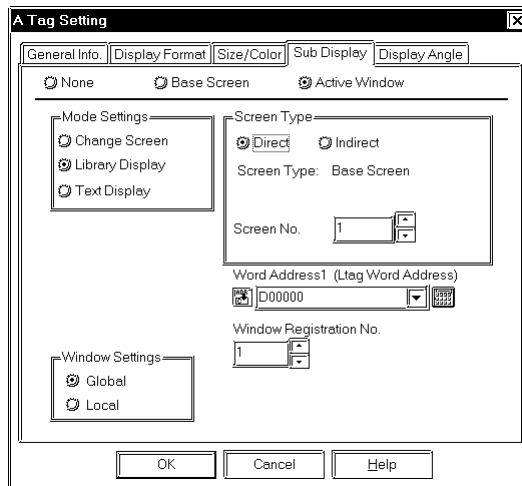 A Tag Setting
General Info. Display Format Size/Color Sub Display Display Angle
None Base Screen Active Window
Mode Settings
Change Screen
Library Display
Text Display
Screen Type
Direct Indirect
Screen Type: Base Screen
Screen No. 1
Word Address1 (Ltag Word Address)
D00000
Window Registration No.
1
Window Settings
Global
Local
OK Cancel Help